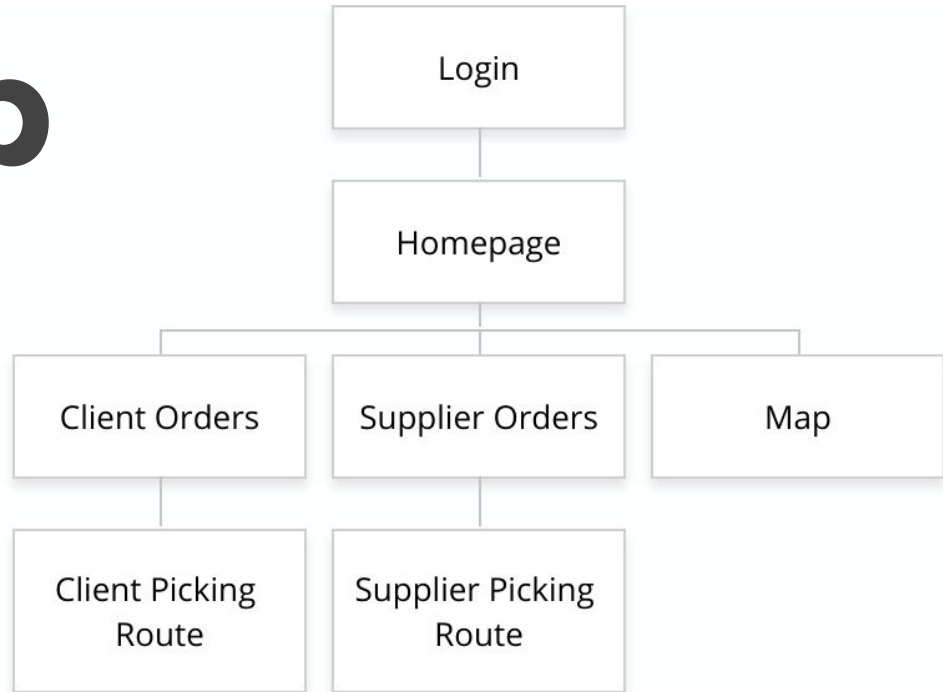 Login
Homepage
Client Orders
Supplier Orders
Map
Client Picking
Route
Supplier Picking
Route